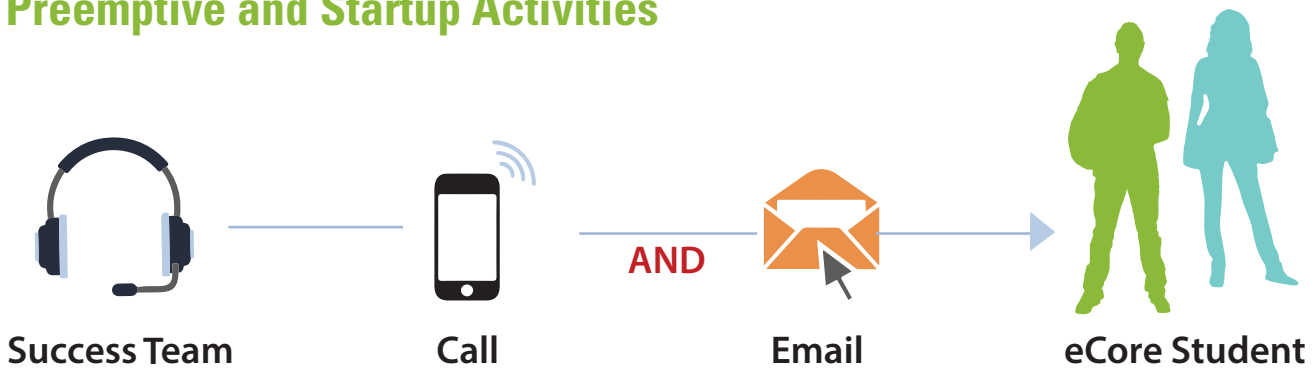 Preemptive and Startup Activities
AND
Success Team
Call
Email
eCore Student